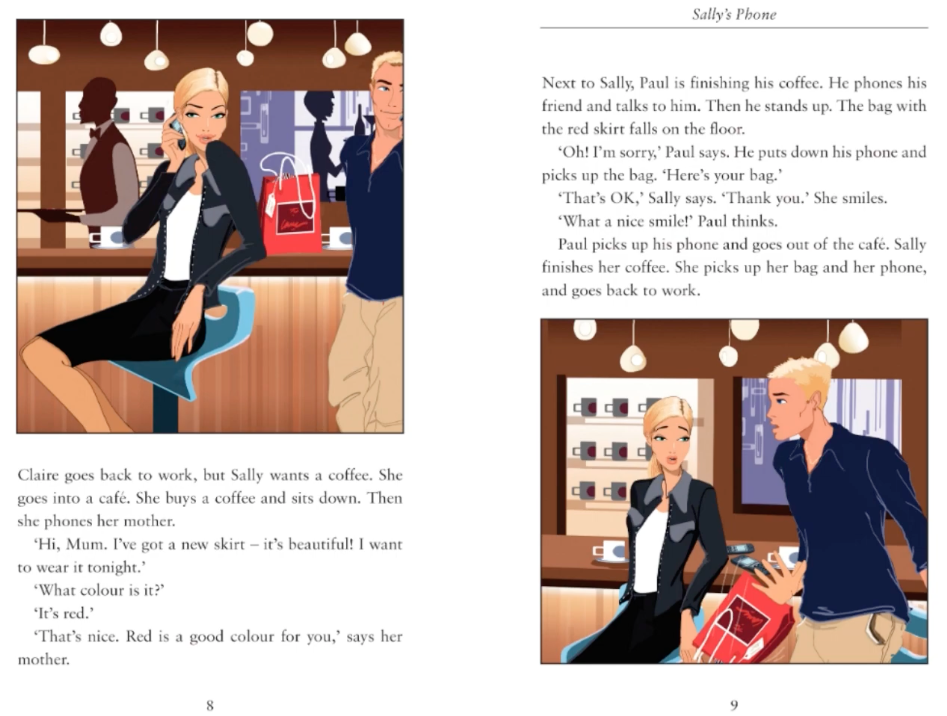 Claire goes back to work, but Sally wants a coffee. She
goes into a café. She buys a coffee and sits down. Then
she phones her mother.
‘Hi, Mum. I’ve got a new skirt – it’s beautiful! I want
to wear it tonight.’
‘What colour is it?’
‘It’s red.’
‘That’s nice. Red is a good colour for you,’ says her
mother.
8
Sally’s Phone
Next to Sally, Paul is finishing his coffee. He phones his
friend and talks to him. Then he stands up. The bag with
the red skirt falls on the floor.
‘Oh! I’m sorry,’ Paul says. He puts down his phone and
picks up the bag. ‘Here’s your bag.’
‘That’s OK,’ Sally says. ‘Thank you.’ She smiles.
‘What a nice smile!’ Paul thinks.
Paul picks up his phone and goes out of the café. Sally
finishes her coffee. She picks up her bag and her phone,
and goes back to work.
9